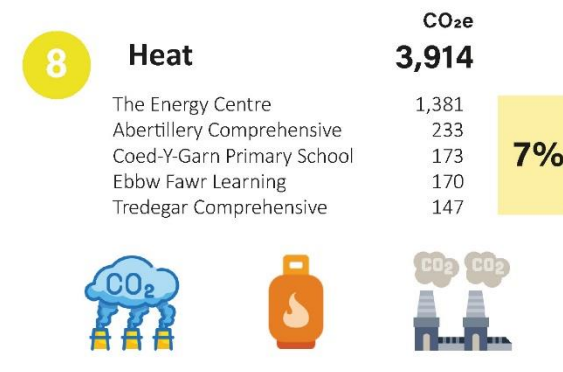 CO₂e
8 Heat 3,914
The Energy Centre 1,381
Abertillery Comprehensive 233
Coed-Y-Garn Primary School 173
7%
Ebbw Fawr Learning 170
Tredegar Comprehensive 147
CO₂
CO₂ CO₂